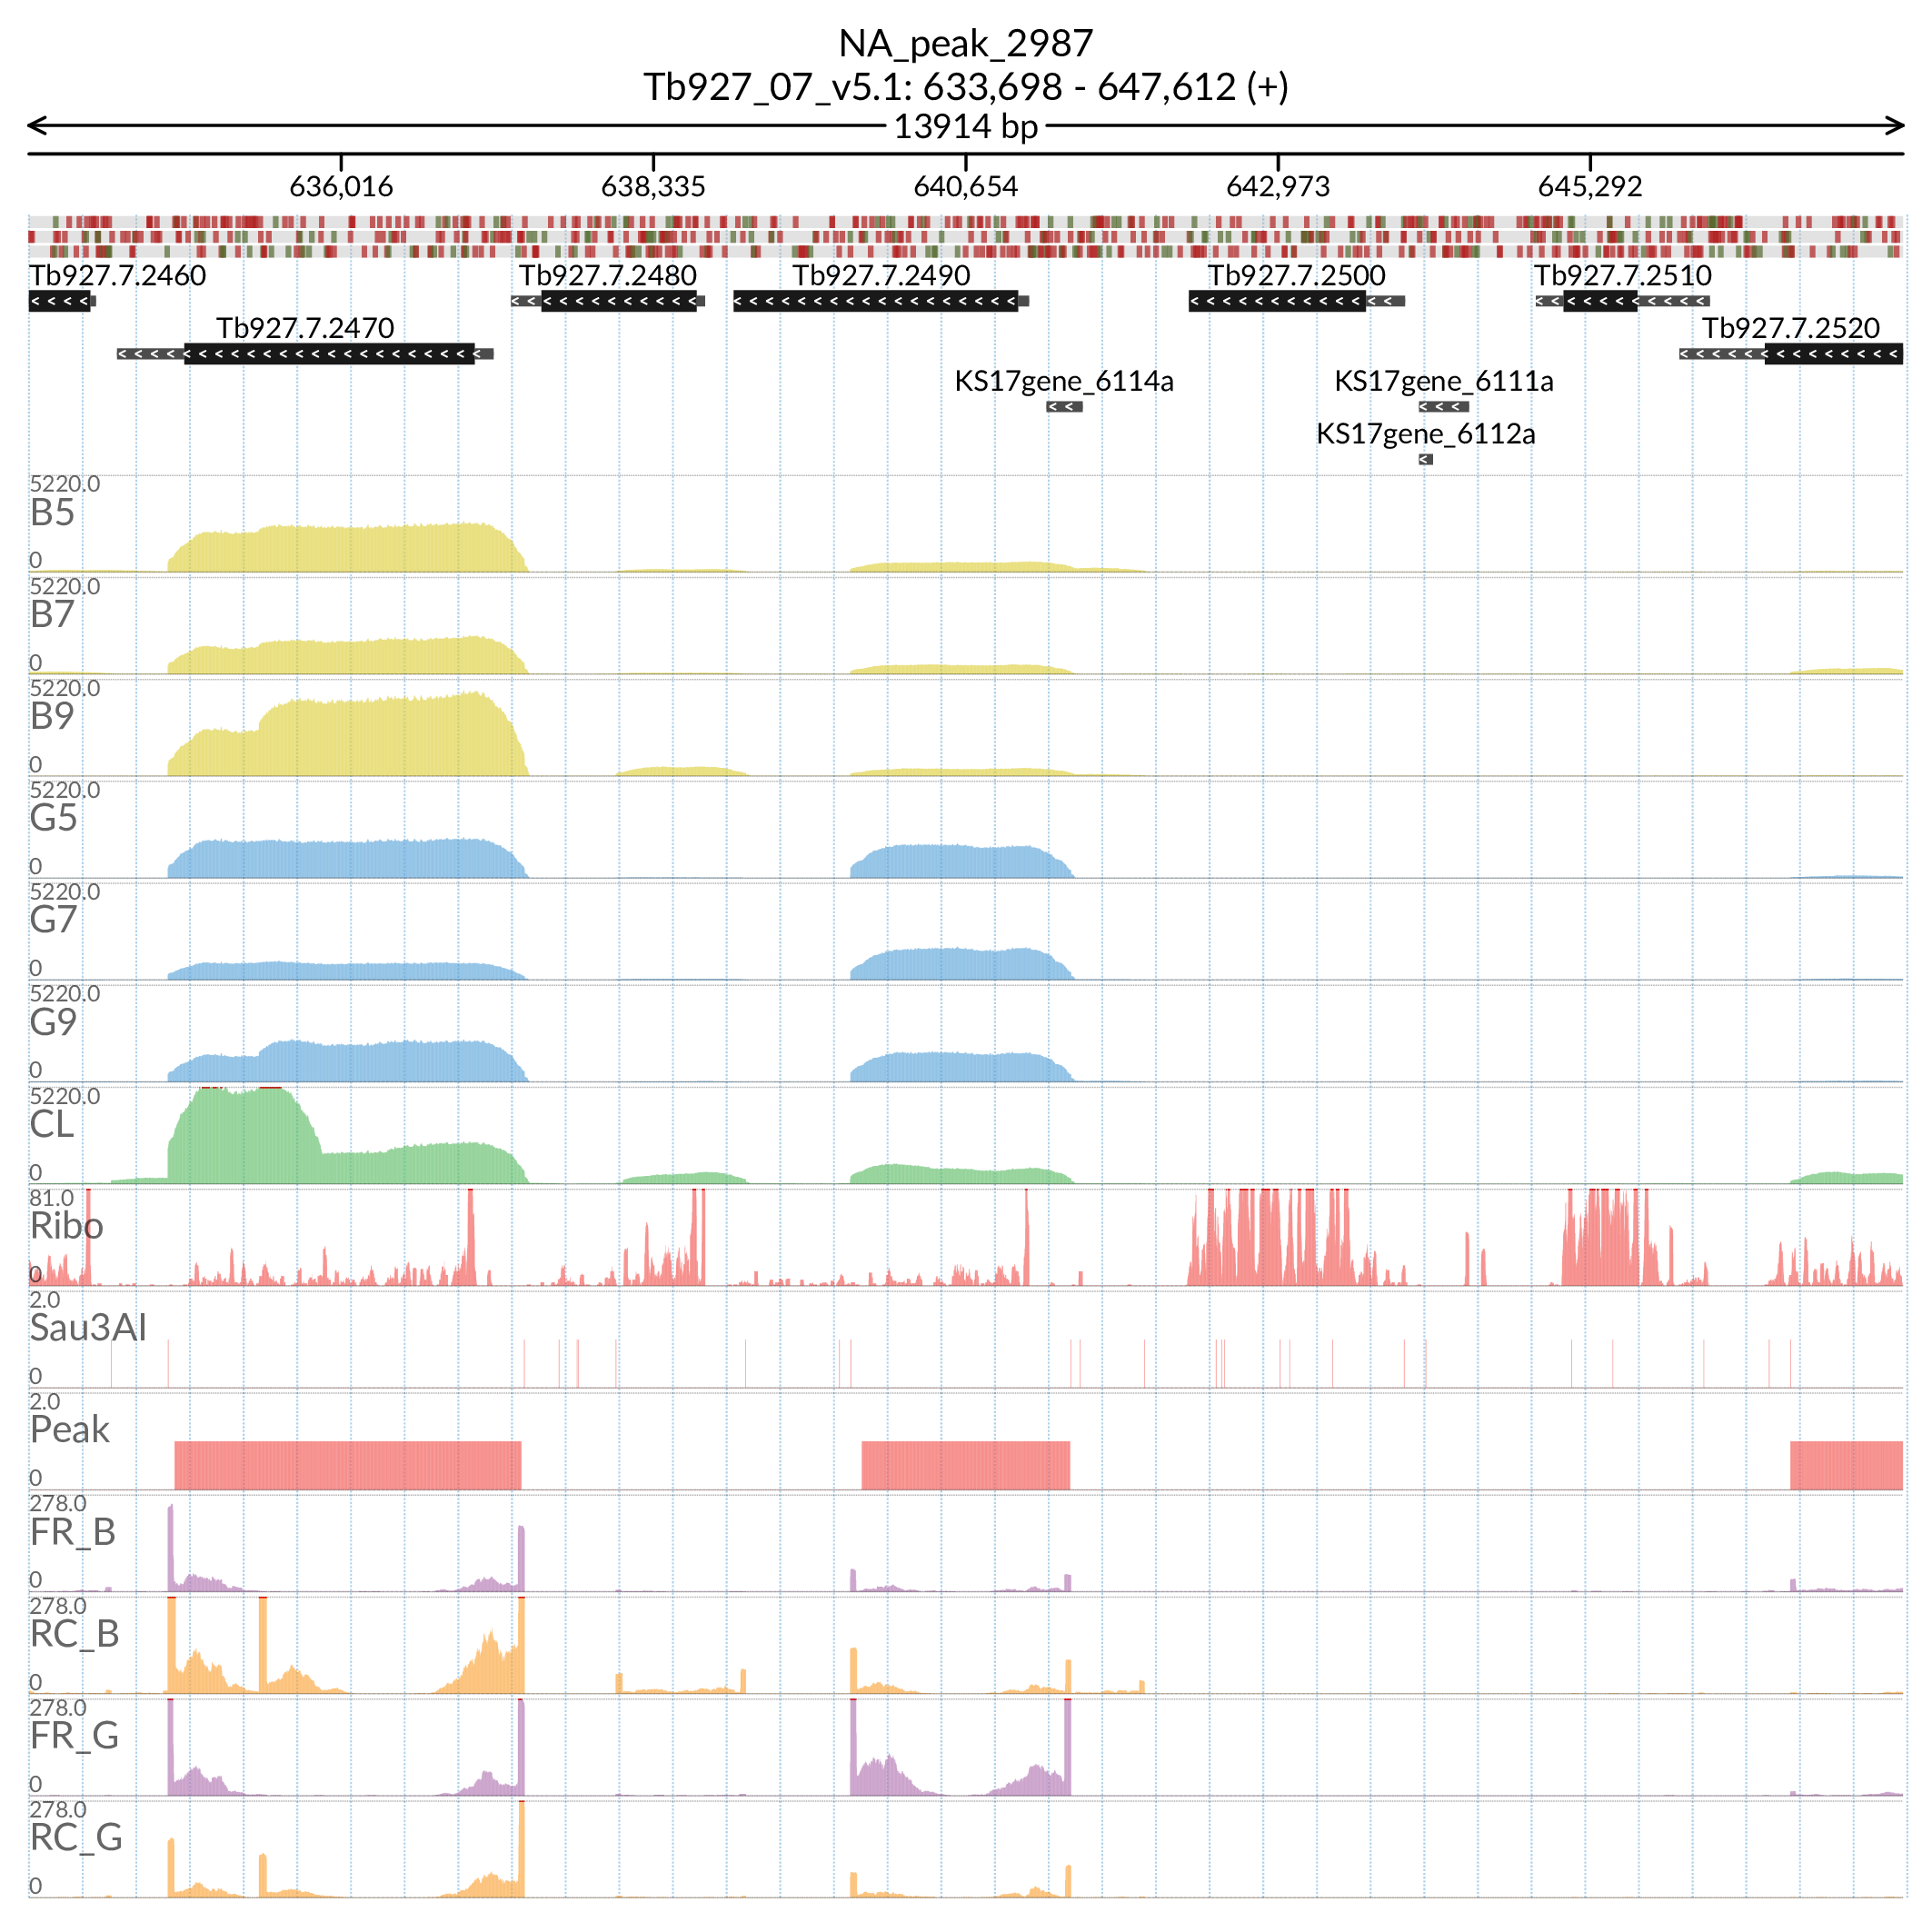 NA_peak_2987
Tb927_07_v5.1: 633,698 - 647,612 (+)
13914 bp
636,016 638,335 640,654 642,973 645,292
Tb927.7.2460 Tb927.7.2480 Tb927.7.2490 Tb927.7.2500 Tb927.7.2510
Tb927.7.2470 Tb927.7.2520
KS17gene_6114a KS17gene_6111a
KS17gene_6112a
5220.0
B5
0
5220.0
B7
0
5220.0
B9
0
5220.0
G5
0
5220.0
G7
0
5220.0
G9
0
5220.0
CL
0
81.0
Ribo
0
2.0
Sau3AI
0
2.0
Peak
0
278.0
FR_B
0
278.0
RC_B
0
278.0
FR_G
0
278.0
RC_G
0